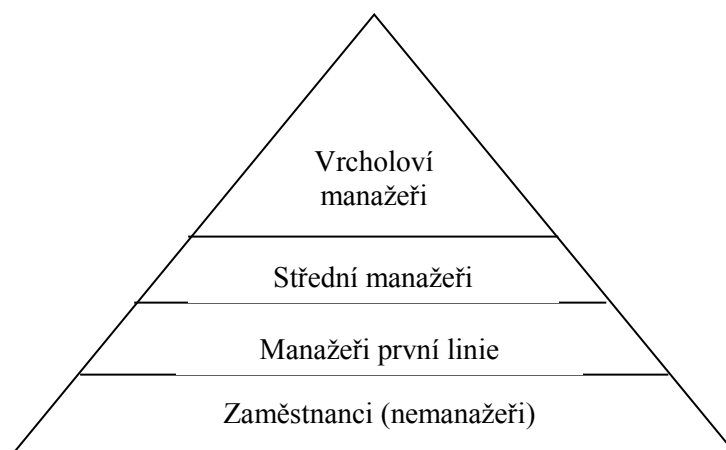 Vrcholoví
manažeři
Střední manažeři
Manažeři první linie
Zaměstnanci (nemanažeři)